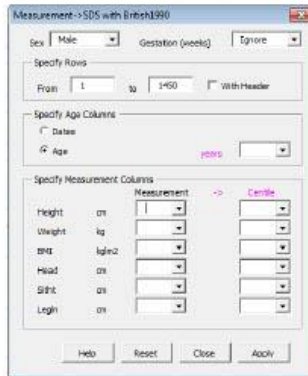 Measurement->SDS with British1990
Sex Male Gestation (weeks) Ignore
Specify Rows
From 1 to 1450 With Header
Specify Age Columns
Dates
Age years
Specify Measurement Columns
Measurement -> Centile
Height cm
Weight kg
BMI kg/m2
Head cm
Sitht cm
Legln cm
Help Reset Close Apply